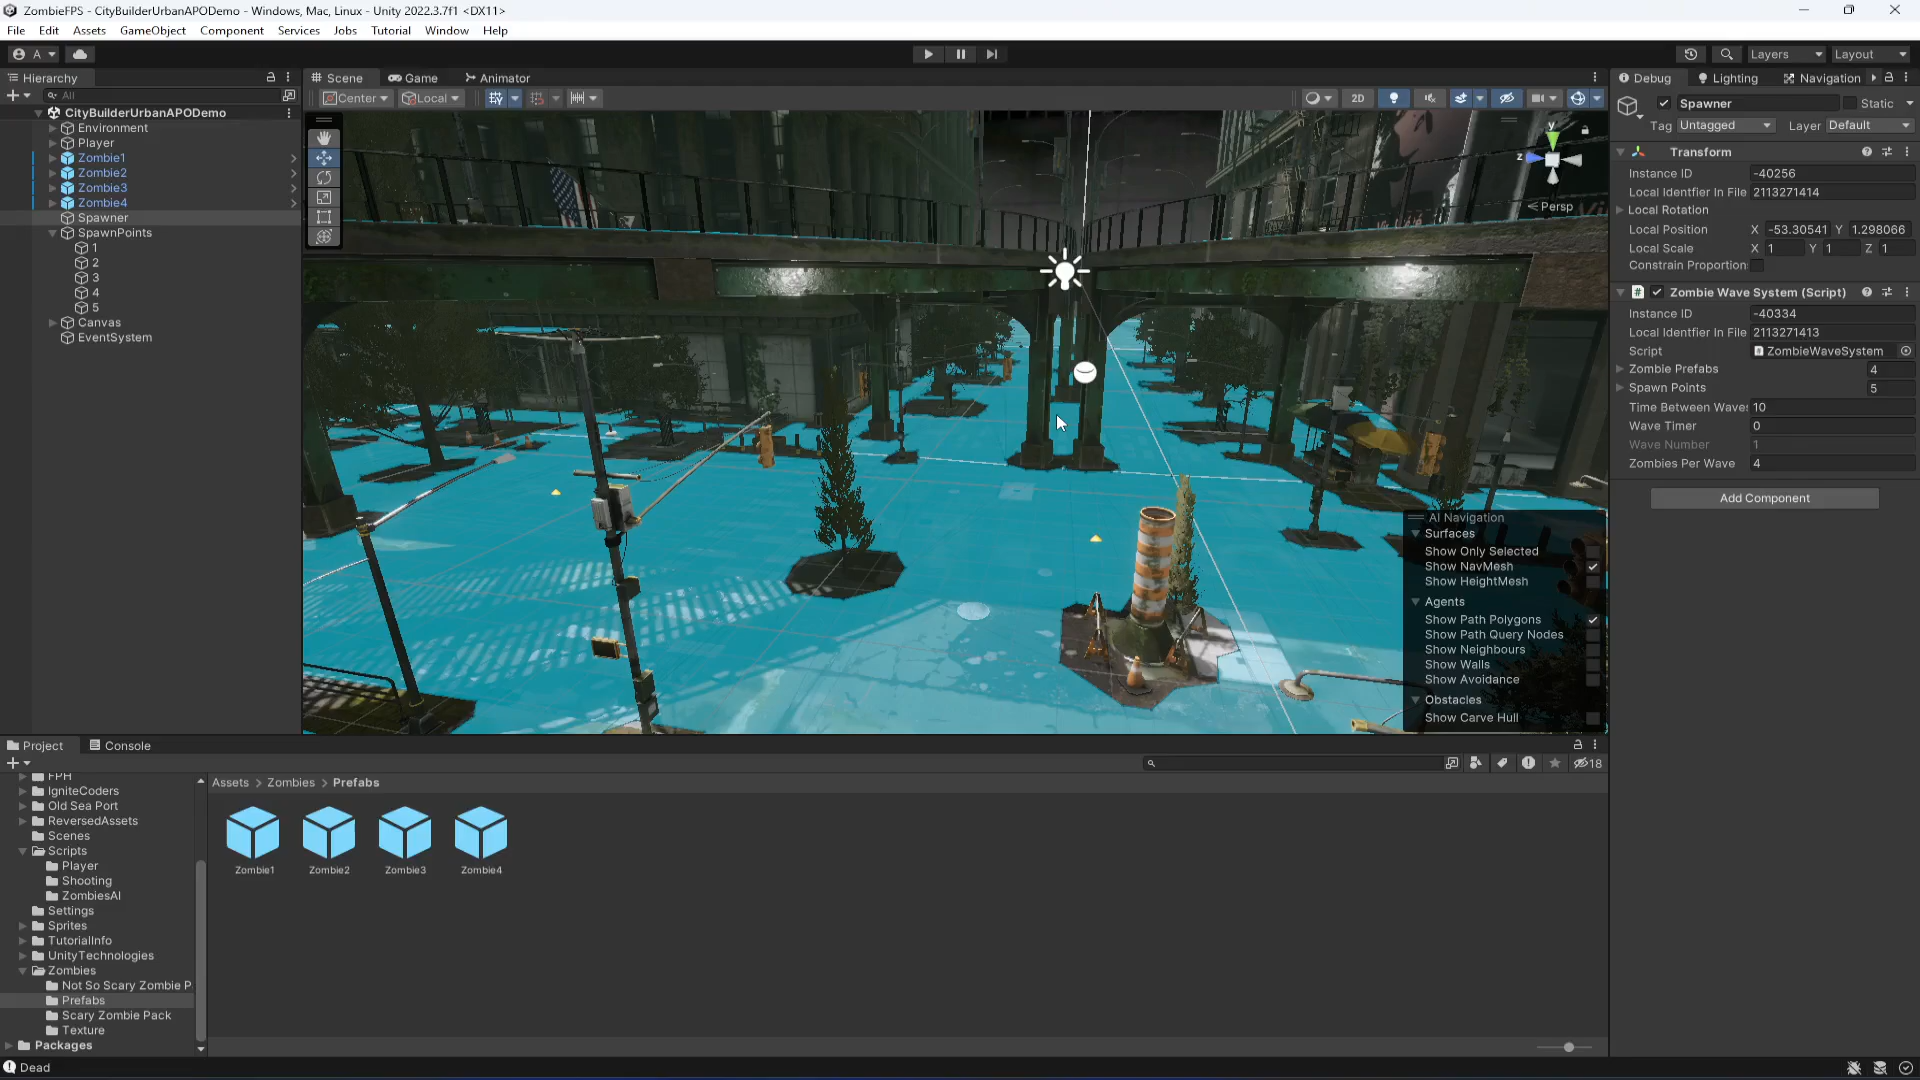 ZombieFPS - CityBuilderUrbanAPODemo - Windows, Mac, Linux - Unity 2022.3.7f1 <DX11>
File Edit Assets GameObject Component Services Jobs Tutorial Window Help
A Layers Layout
Hierarchy
All
CityBuilderUrbanAPODemo
Environment
Player
Zombie1
Zombie2
Zombie3
Zombie4
Spawner
SpawnPoints
1
2
3
4
5
Canvas
EventSystem
Scene Game Animator
Center Local 2D
y
z
Persp
AI Navigation
Surfaces
Show Only Selected
Show NavMesh
Show HeightMesh
Agents
Show Path Polygons
Show Path Query Nodes
Show Neighbours
Show Walls
Show Avoidance
Obstacles
Show Carve Hull
Debug Lighting Navigation
Spawner Static
Tag Untagged Layer Default
Transform
Instance ID -40256
Local Identfier In File 2113271414
Local Rotation
Local Position X -53.30541 Y 1.298066
Local Scale X 1 Y 1 Z 1
Constrain Proportion
Zombie Wave System (Script)
Instance ID -40334
Local Identfier In File 2113271413
Script ZombieWaveSystem
Zombie Prefabs 4
Spawn Points 5
Time Between Wave: 10
Wave Timer 0
Wave Number 1
Zombies Per Wave 4
Add Component
Project Console
18
FPH
IgniteCoders
Old Sea Port
ReversedAssets
Scenes
Scripts
Player
Shooting
ZombiesAI
Settings
Sprites
TutorialInfo
UnityTechnologies
Zombies
Not So Scary Zombie P
Prefabs
Scary Zombie Pack
Texture
Packages
Assets > Zombies > Prefabs
Zombie1 Zombie2 Zombie3 Zombie4
Dead